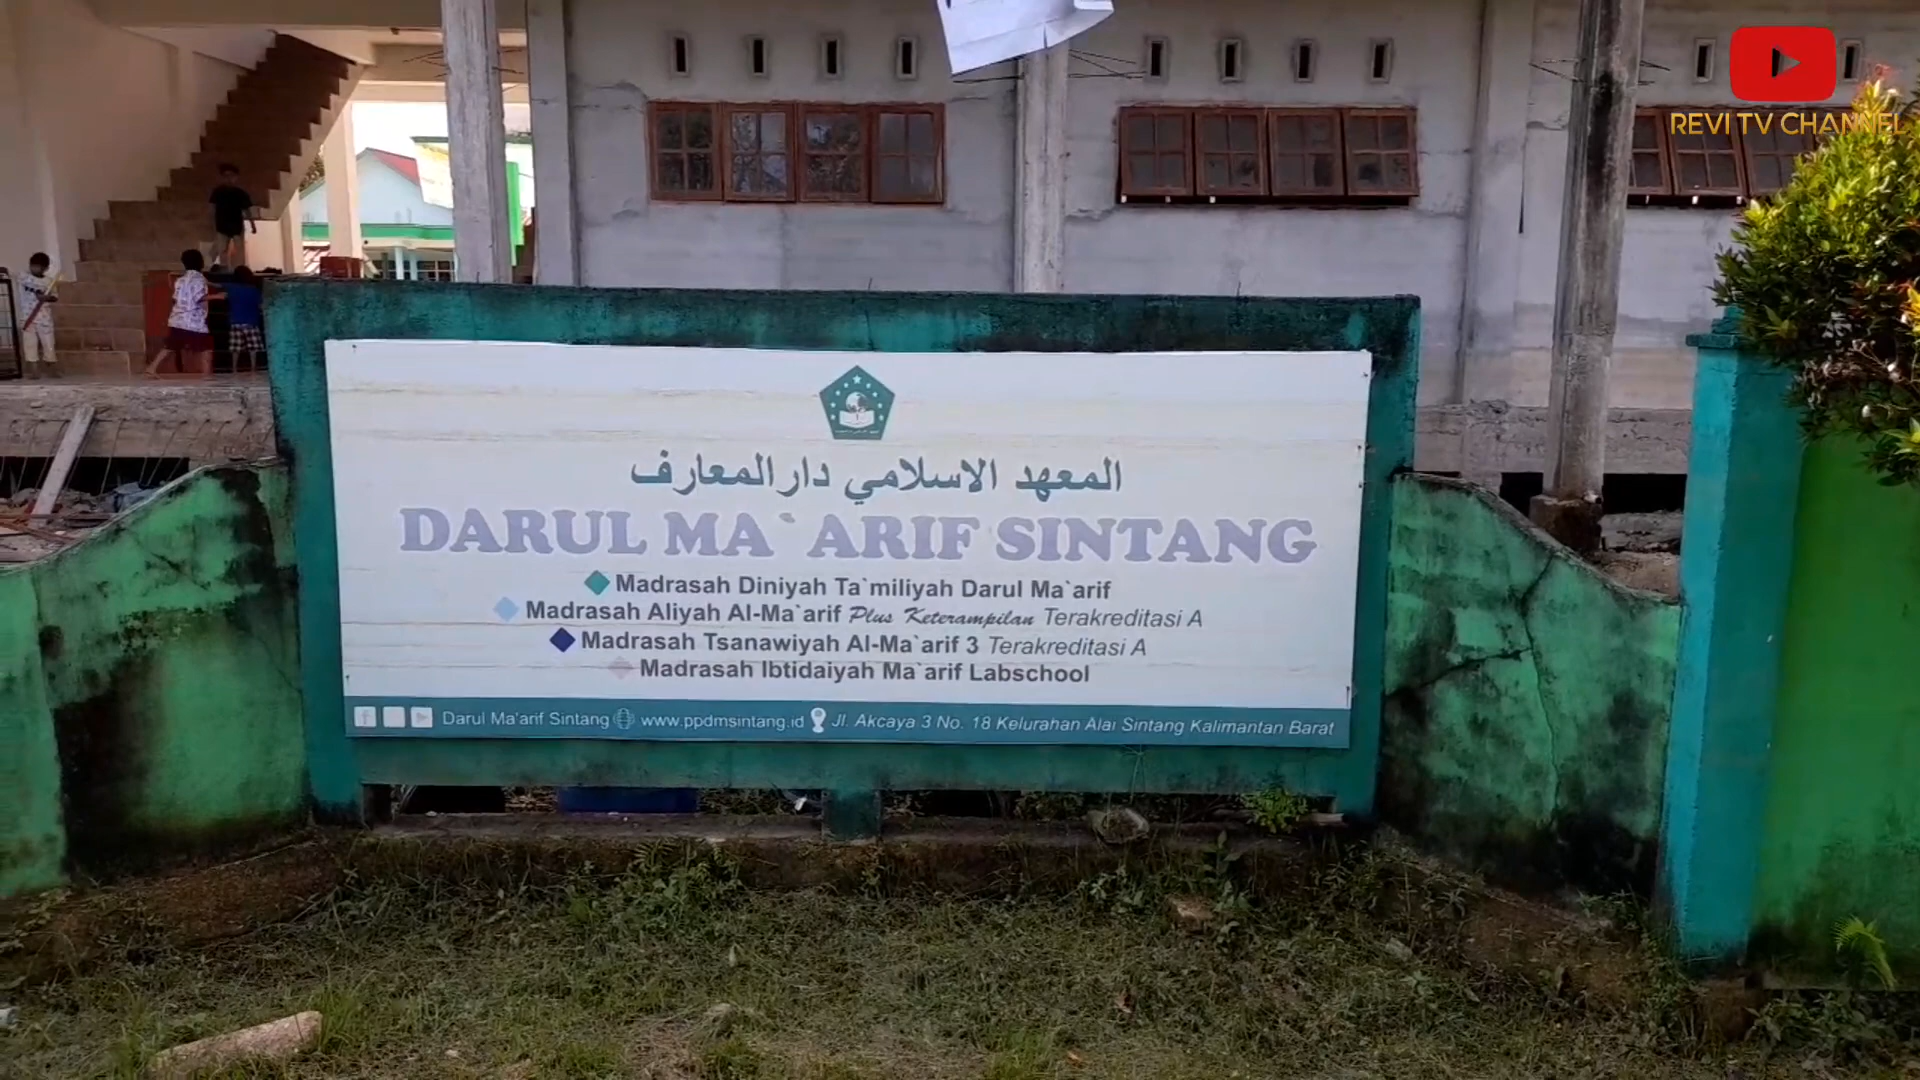 REVI TV CHANNEL
المعهد الاسلامي دار المعارف
DARUL MA`ARIF SINTANG
Madrasah Diniyah Ta`miliyah Darul Ma`arif
Madrasah Aliyah Al-Ma`arif Plus Keterampilan Terakreditasi A
Madrasah Tsanawiyah Al-Ma`arif 3 Terakreditasi A
Madrasah Ibtidaiyah Ma`arif Labschool
Darul Ma'arif Sintang www.ppdmsintang.id Jl. Akcaya 3 No. 18 Kelurahan Alai Sintang Kalimantan Barat